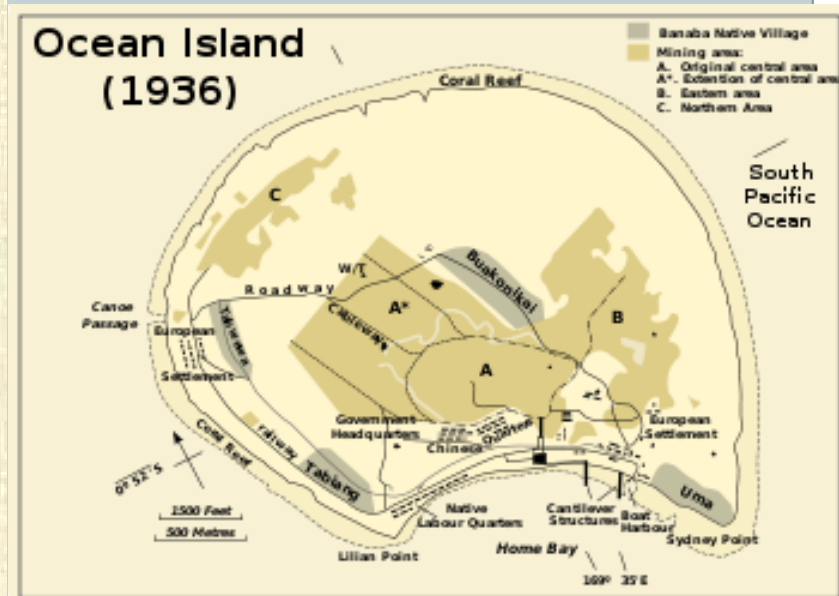 Ocean Island
(1936)
Banaba Native Village
Mining area:
A. Original central area
A*. Extention of central area
B. Eastern area
C. Northern Area
Coral Reef
South
Pacific
Ocean
C
W/T
Buakonikai
Roadway
A*
B
Canoe
Passage
Cableway
European
Settlement
Tabwewa
A
Government
Headquarters
Chinese
Quarters
European
Settlement
Coral Reef
railway
Tabiang
Uma
0° 52'S
1500 Feet
500 Metres
Native
Labour Quarters
Cantilever
Structures
Boat
Harbour
Sydney Point
Lilian Point
Home Bay
169° 35'E